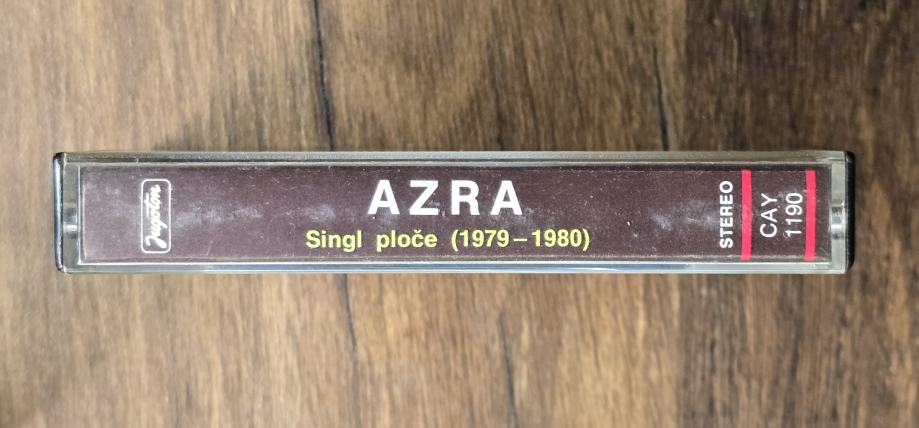 Jugoton
AZRA
Singl ploče (1979–1980)
STEREO
CAY
1190